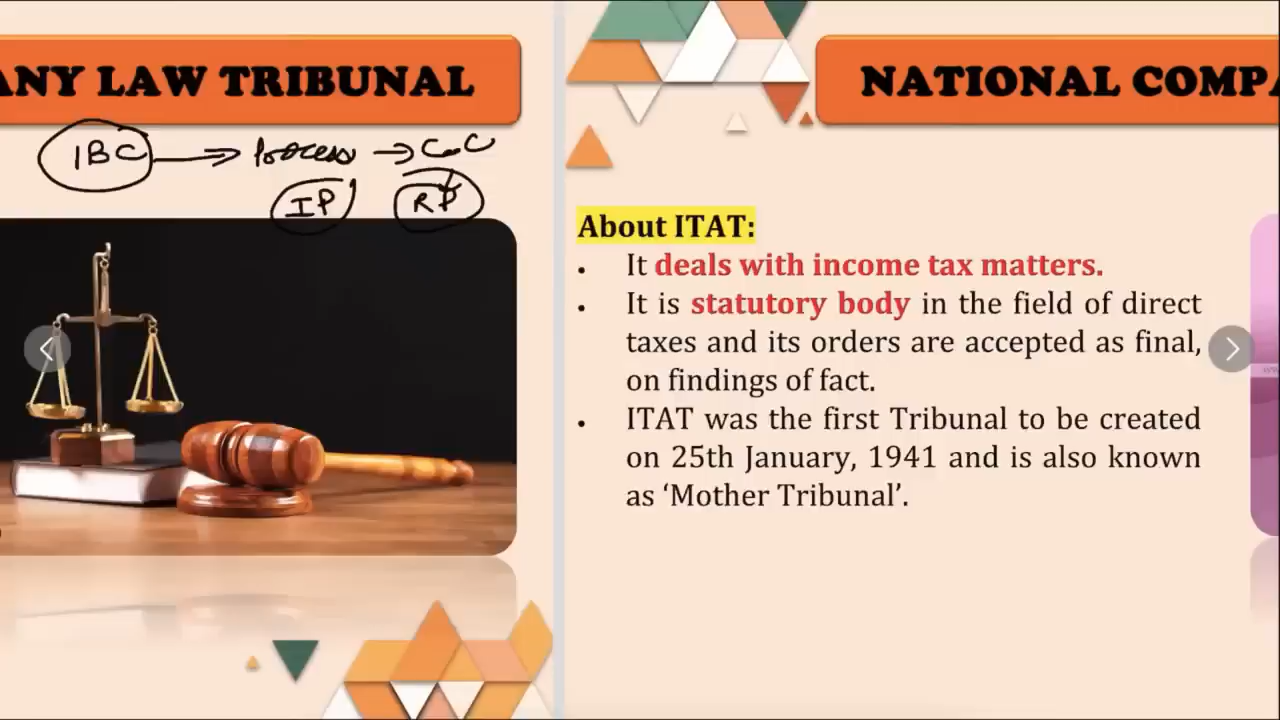 ANY LAW TRIBUNAL
IBC → Process → CoC
IP RP
NATIONAL COMPA
About ITAT:
• It deals with income tax matters.
• It is statutory body in the field of direct
taxes and its orders are accepted as final,
on findings of fact.
• ITAT was the first Tribunal to be created
on 25th January, 1941 and is also known
as ‘Mother Tribunal’.